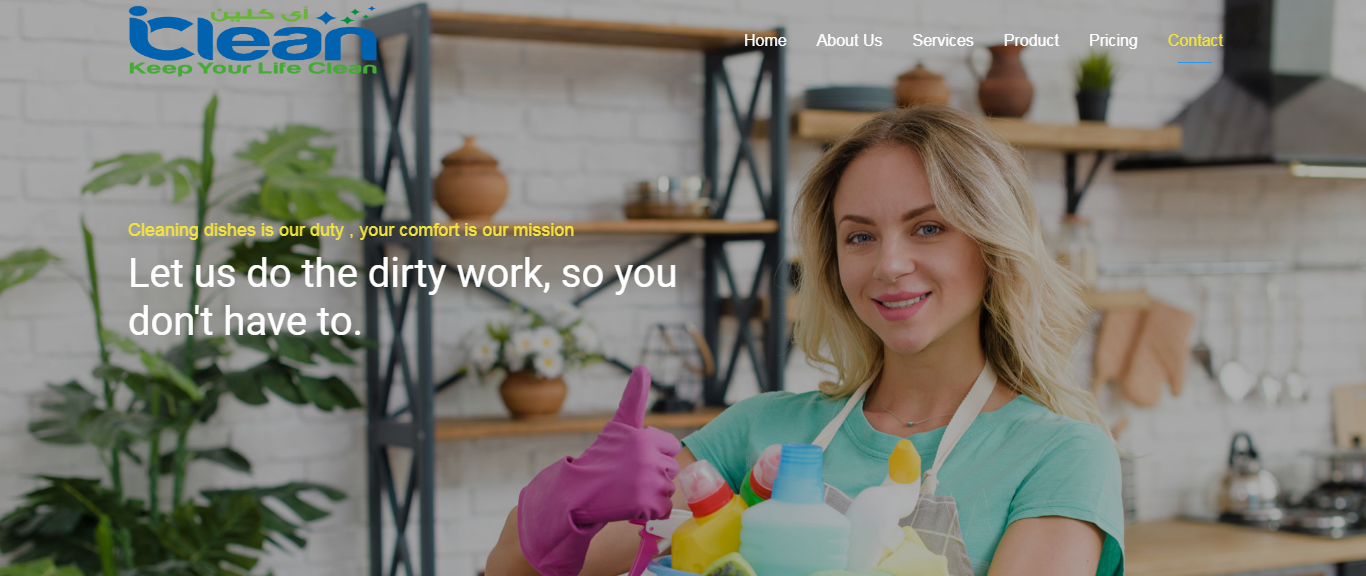 أى كلين
iClean
Keep Your Life Clean
Home About Us Services Product Pricing Contact
Cleaning dishes is our duty , your comfort is our mission
Let us do the dirty work, so you
don't have to.